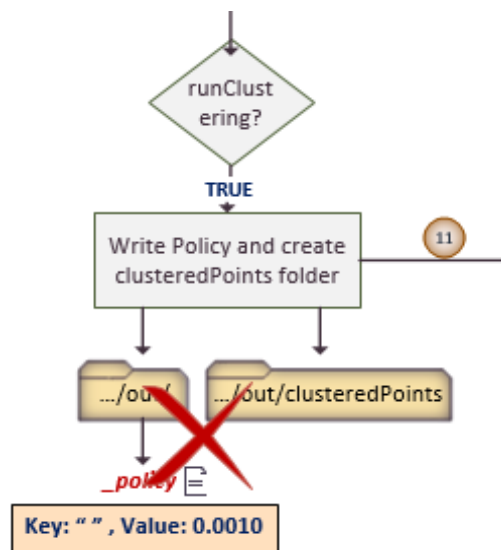 runClust
ering?
TRUE
Write Policy and create
clusteredPoints folder
11
.../out/
.../out/clusteredPoints
_policy
Key: “ ” , Value: 0.0010